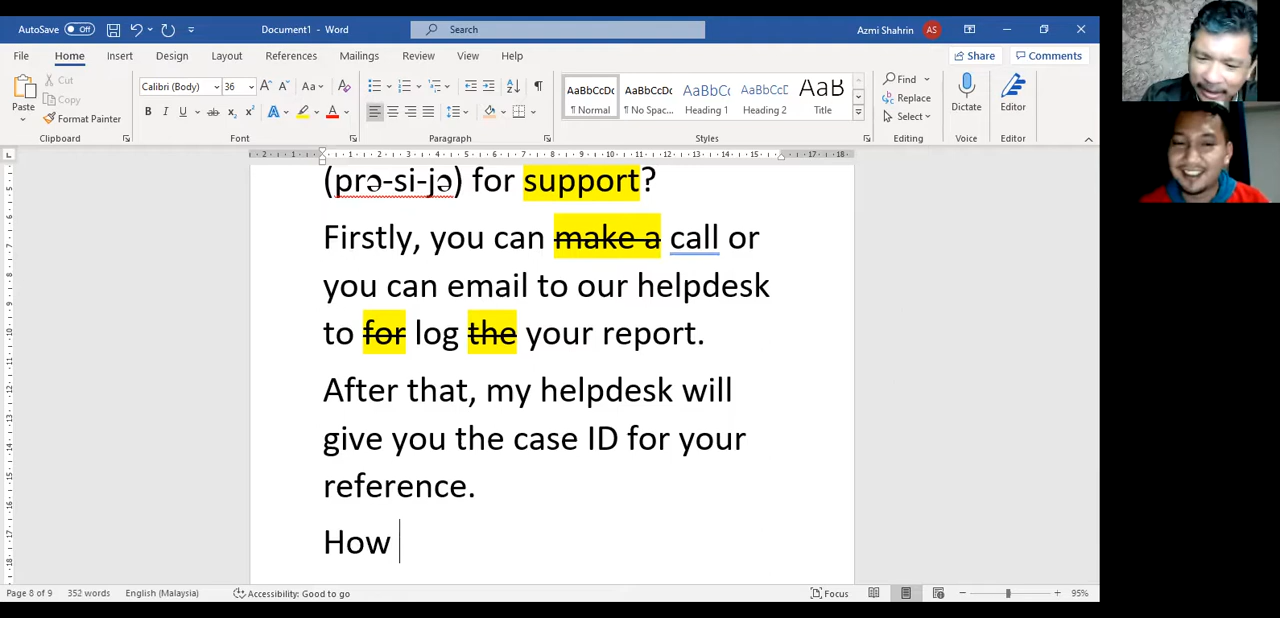 AutoSave Off Document1 - Word Search Azmi Shahrin AS
File Home Insert Draw Design Layout References Mailings Review View Help Share Comments
Paste Cut Copy Format Painter Clipboard
Calibri (Body) 36 Font
Paragraph
AaBbCcDc ¶ Normal AaBbCcDc ¶ No Spac... AaBbCc Heading 1 AaBbCcD Heading 2 AaB Title Styles
Find Replace Select Editing
Dictate Voice
Editor Editor
(prə-si-jə) for support?
Firstly, you can make a call or
you can email to our helpdesk
to for log the your report.
After that, my helpdesk will
give you the case ID for your
reference.
How
Page 8 of 9 352 words English (Malaysia) Accessibility: Good to go Focus 95%